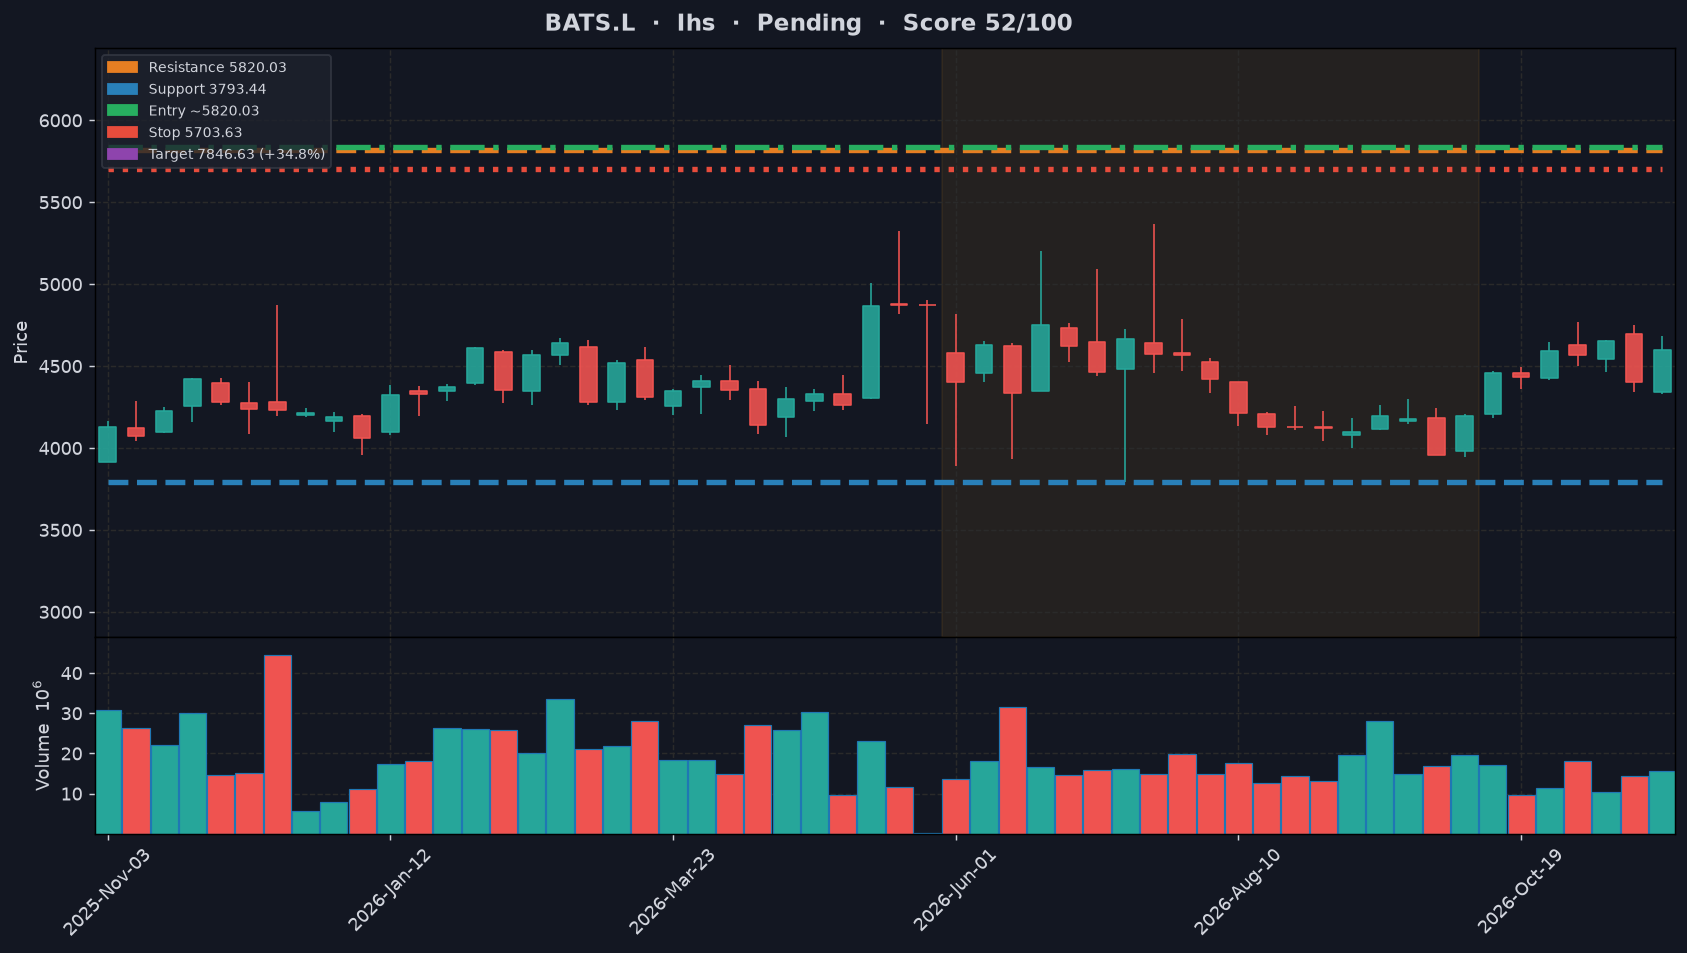 BATS.L · Ihs · Pending · Score 52/100
Resistance 5820.03
Support 3793.44
Entry ~5820.03
Stop 5703.63
Target 7846.63 (+34.8%)
Price
6000
5500
5000
4500
4000
3500
3000
Volume 10⁶
40
30
20
10
2025-Nov-03
2026-Jan-12
2026-Mar-23
2026-Jun-01
2026-Aug-10
2026-Oct-19